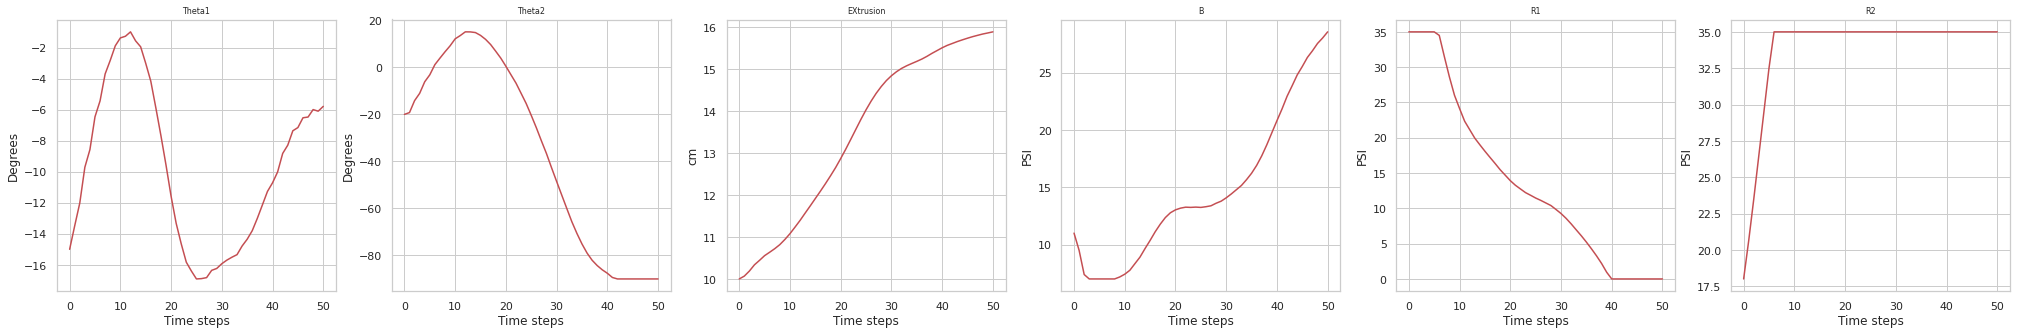 Theta1
Degrees
−2
−4
−6
−8
−10
−12
−14
−16
0 10 20 30 40 50
Time steps
Theta2
Degrees
20
0
−20
−40
−60
−80
0 10 20 30 40 50
Time steps
EXtrusion
cm
16
15
14
13
12
11
10
0 10 20 30 40 50
Time steps
B
PSI
25
20
15
10
0 10 20 30 40 50
Time steps
R1
PSI
35
30
25
20
15
10
5
0
0 10 20 30 40 50
Time steps
R2
PSI
35.0
32.5
30.0
27.5
25.0
22.5
20.0
17.5
0 10 20 30 40 50
Time steps